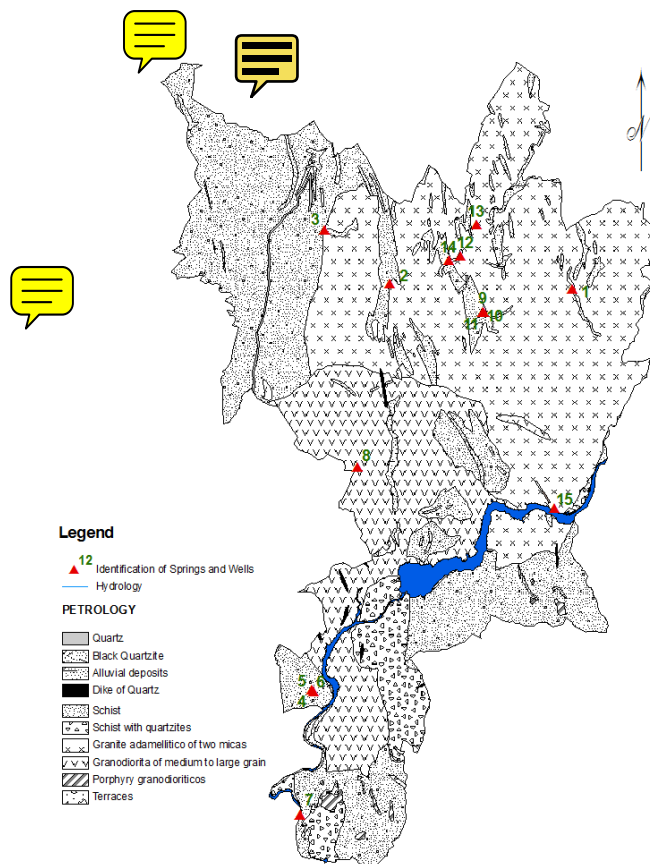 N
13
3
14
12
2
1
9
10
11
8
15
Legend
12
Identification of Springs and Wells
Hydrology
PETROLOGY
Quartz
Black Quartzite
Alluvial deposits
Dike of Quartz
Schist
Schist with quartzites
Granite adamellitico of two micas
Granodiorita of medium to large grain
Porphyry granodioriticos
Terraces
5
6
4
7